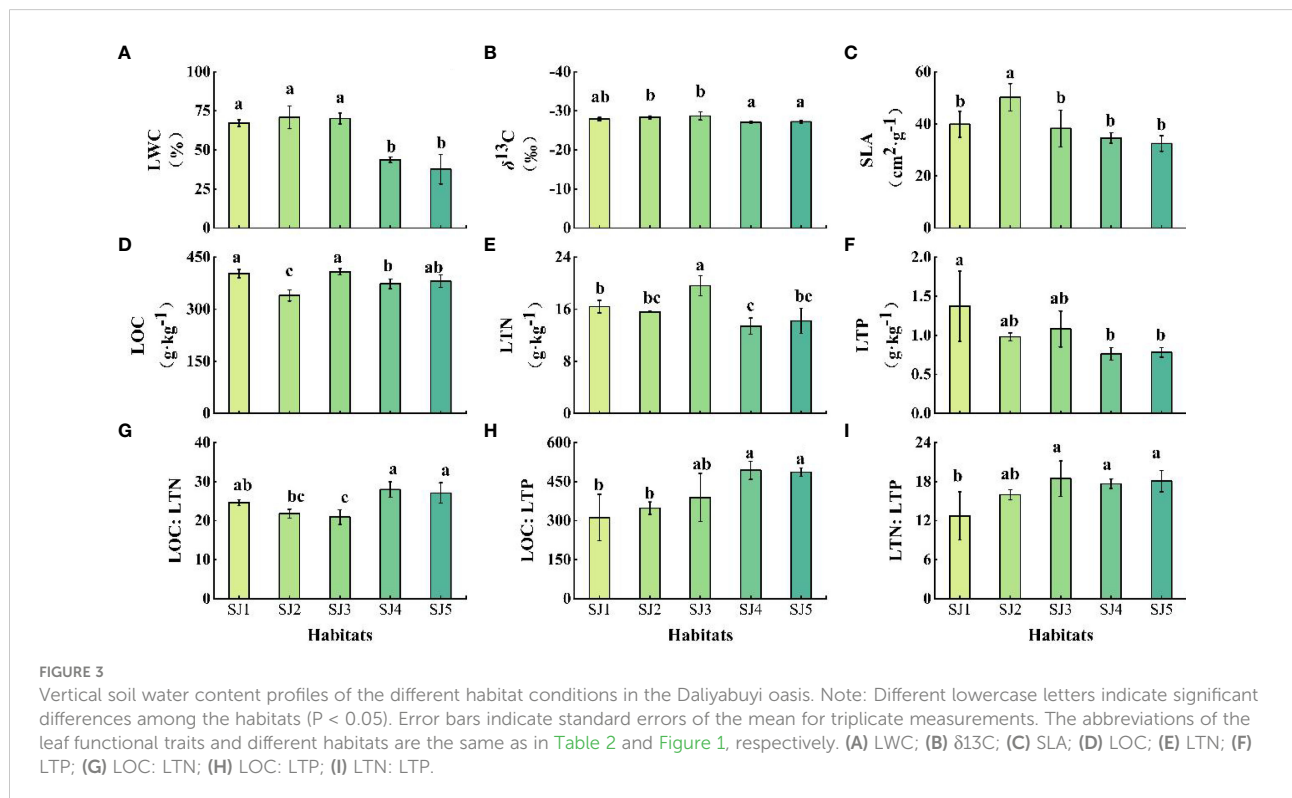 A
B
C
100
75
50
25
0
LWC
(%)
a
a
a
b
b
-40
-30
-20
-10
0
δ13C
(‰)
ab
b
b
a
a
60
40
20
0
SLA
(cm2·g-1)
b
a
b
b
b
D
E
F
450
300
150
0
LOC
(g·kg-1)
a
c
a
b
ab
24
16
8
0
LTN
(g·kg-1)
b
bc
a
c
bc
2.0
1.5
1.0
0.5
0.0
LTP
(g·kg-1)
a
ab
ab
b
b
G
H
I
40
30
20
10
0
LOC: LTN
ab
bc
c
a
a
SJ1 SJ2 SJ3 SJ4 SJ5
Habitats
600
450
300
150
0
LOC: LTP
b
b
ab
a
a
SJ1 SJ2 SJ3 SJ4 SJ5
Habitats
24
18
12
6
0
LTN: LTP
b
ab
a
a
a
SJ1 SJ2 SJ3 SJ4 SJ5
Habitats
FIGURE 3
Vertical soil water content profiles of the different habitat conditions in the Daliyabuyi oasis. Note: Different lowercase letters indicate significant
differences among the habitats (P < 0.05). Error bars indicate standard errors of the mean for triplicate measurements. The abbreviations of the
leaf functional traits and different habitats are the same as in Table 2 and Figure 1, respectively. (A) LWC; (B) δ13C; (C) SLA; (D) LOC; (E) LTN; (F)
LTP; (G) LOC: LTN; (H) LOC: LTP; (I) LTN: LTP.